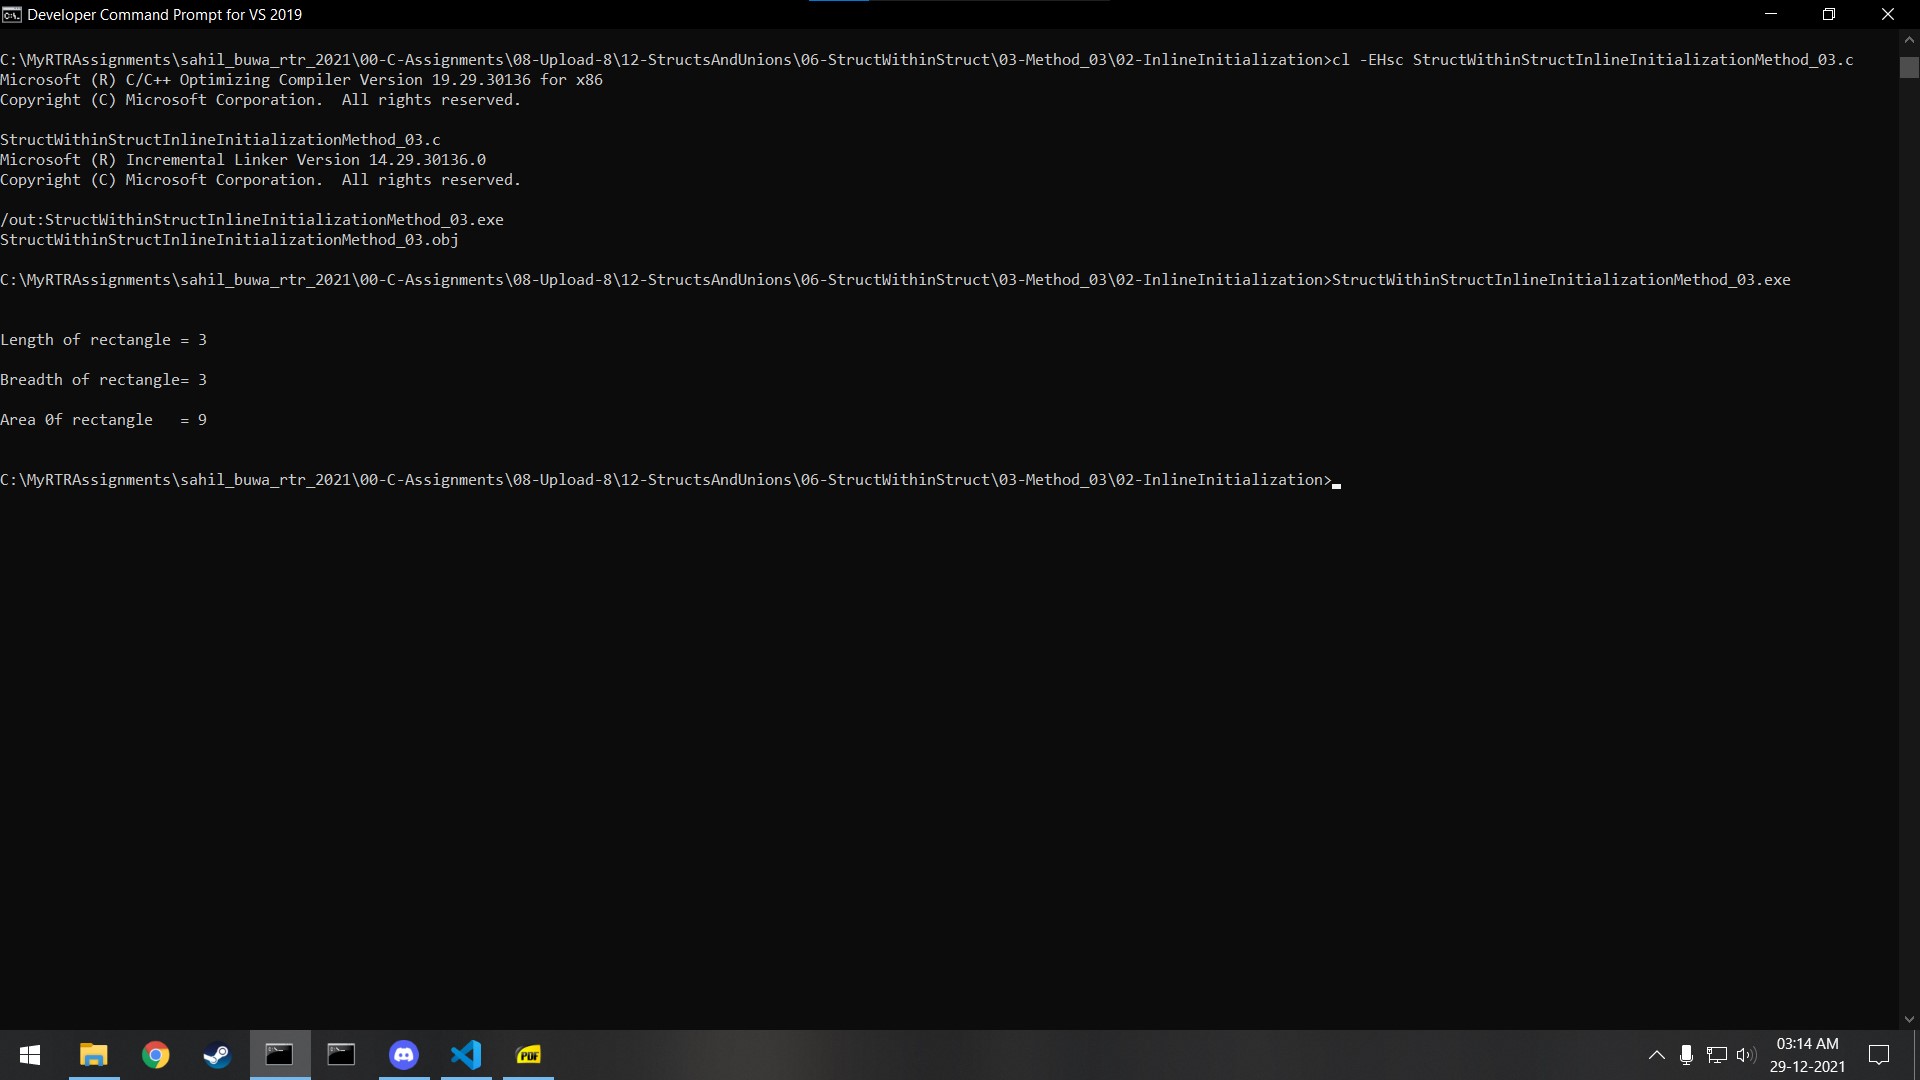 Developer Command Prompt for VS 2019
C:\MyRTRAssignments\sahil_buwa_rtr_2021\00-C-Assignments\08-Upload-8\12-StructsAndUnions\06-StructWithinStruct\03-Method_03\02-InlineInitialization>cl -EHsc StructWithinStructInlineInitializationMethod_03.c
Microsoft (R) C/C++ Optimizing Compiler Version 19.29.30136 for x86
Copyright (C) Microsoft Corporation.  All rights reserved.
StructWithinStructInlineInitializationMethod_03.c
Microsoft (R) Incremental Linker Version 14.29.30136.0
Copyright (C) Microsoft Corporation.  All rights reserved.
/out:StructWithinStructInlineInitializationMethod_03.exe
StructWithinStructInlineInitializationMethod_03.obj
C:\MyRTRAssignments\sahil_buwa_rtr_2021\00-C-Assignments\08-Upload-8\12-StructsAndUnions\06-StructWithinStruct\03-Method_03\02-InlineInitialization>StructWithinStructInlineInitializationMethod_03.exe
Length of rectangle = 3
Breadth of rectangle= 3
Area 0f rectangle   = 9
C:\MyRTRAssignments\sahil_buwa_rtr_2021\00-C-Assignments\08-Upload-8\12-StructsAndUnions\06-StructWithinStruct\03-Method_03\02-InlineInitialization>
PDF
03:14 AM
29-12-2021